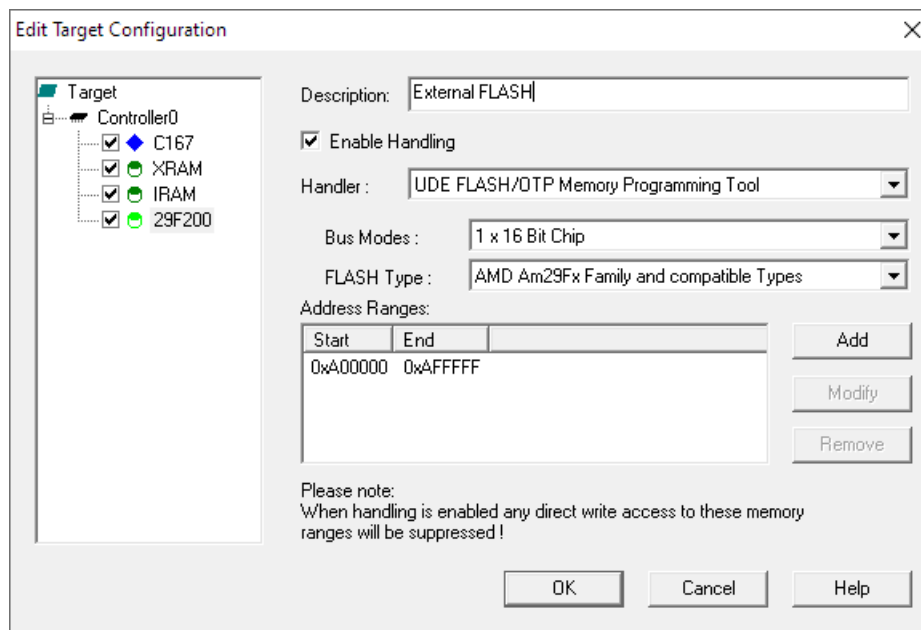 Edit Target Configuration
Target
Controller0
C167
XRAM
IRAM
29F200
Description: External FLASH
Enable Handling
Handler : UDE FLASH/OTP Memory Programming Tool
Bus Modes : 1 x 16 Bit Chip
FLASH Type : AMD Am29Fx Family and compatible Types
Address Ranges:
Start End
0xA00000 0xAFFFFF
Add
Modify
Remove
Please note:
When handling is enabled any direct write access to these memory
ranges will be suppressed !
OK Cancel Help